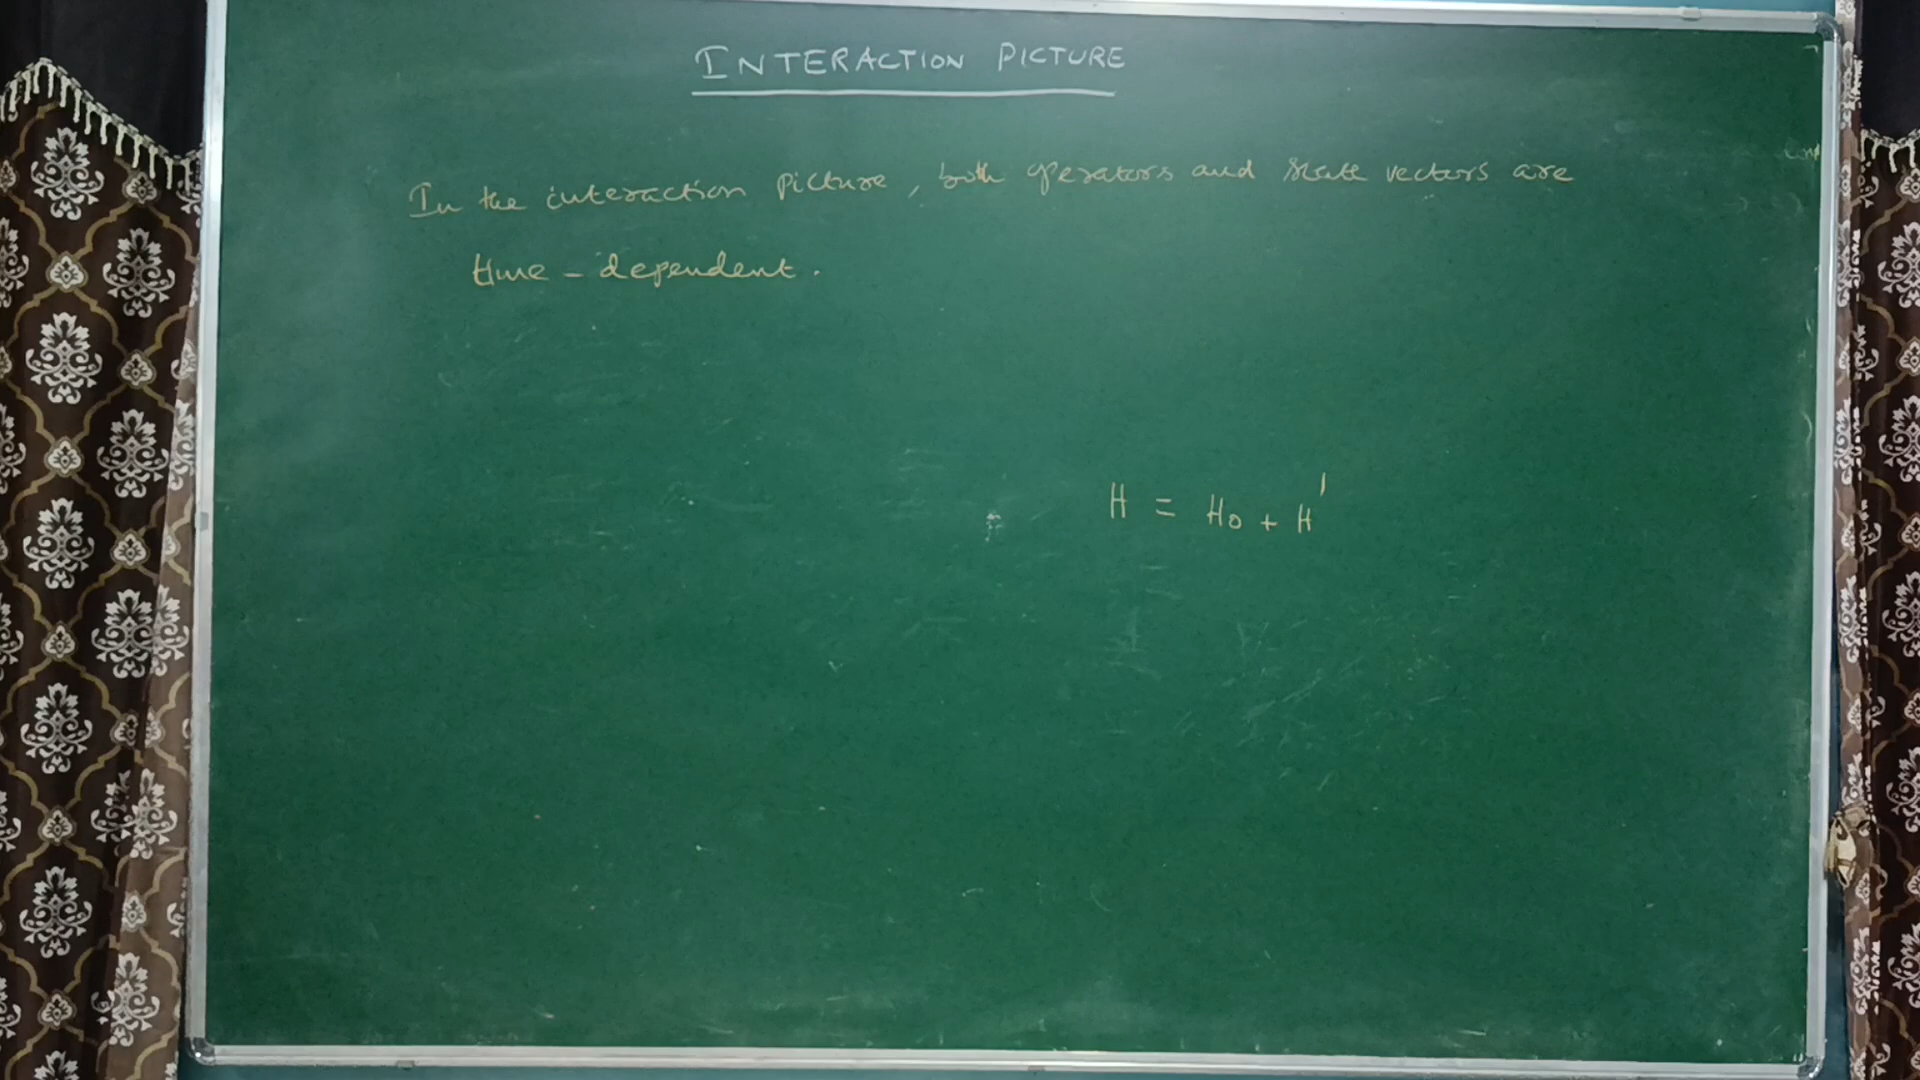 INTERACTION PICTURE
In the interaction picture, both operators and state vectors are
time - dependent.
H = H₀ + H'